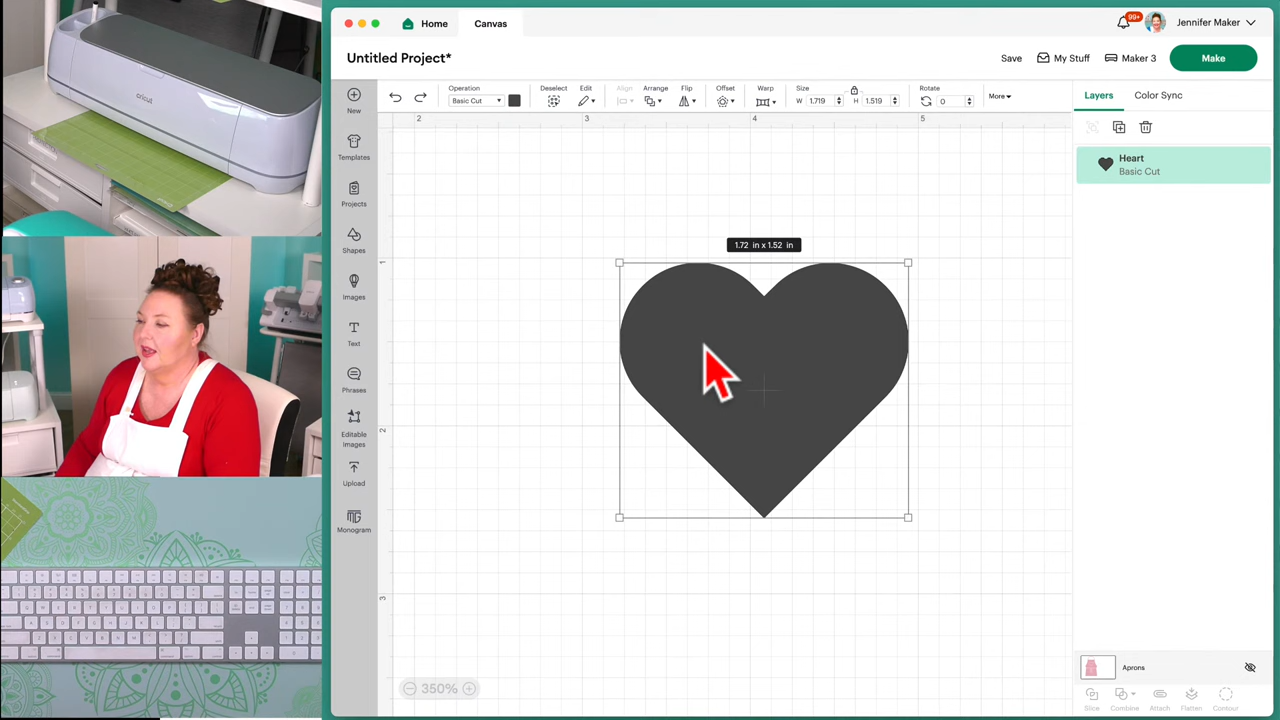 cricut
Home
Canvas
99+
Jennifer Maker
Untitled Project*
Save
My Stuff
Maker 3
Make
New
Templates
Projects
Shapes
Images
Text
Phrases
Editable
Images
Upload
Monogram
Operation
Basic Cut
Deselect
Edit
Align
Arrange
Flip
Offset
Warp
Size
W 1.719
H 1.519
Rotate
0
More
2
3
4
5
1
2
3
1.72 in x 1.52 in
350%
Layers
Color Sync
Heart
Basic Cut
Aprons
Slice
Combine
Attach
Flatten
Contour